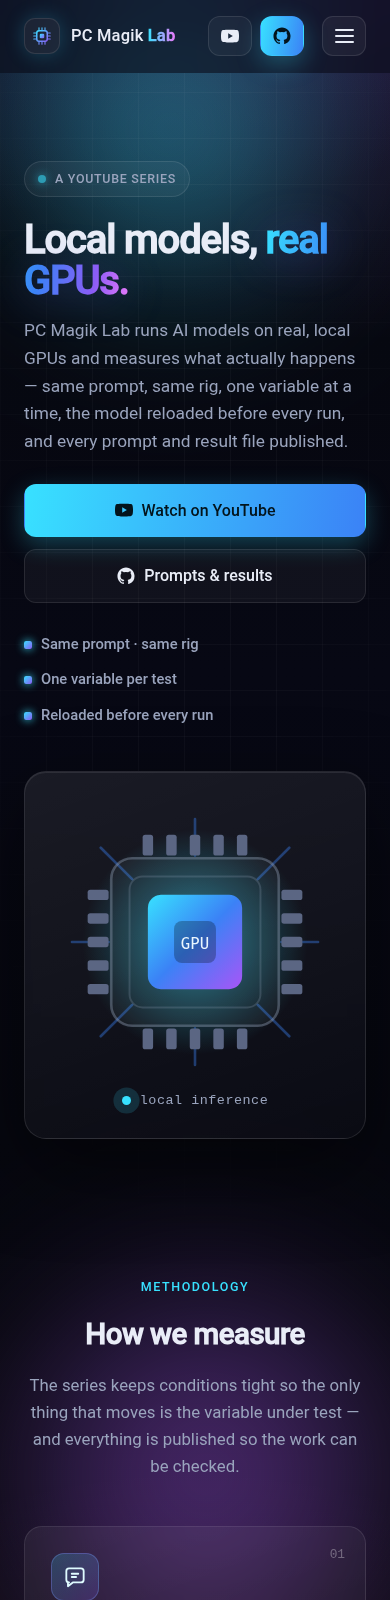 PC Magik Lab
A YOUTUBE SERIES
Local models, real
GPUs.
PC Magik Lab runs AI models on real, local
GPUs and measures what actually happens
— same prompt, same rig, one variable at a
time, the model reloaded before every run,
and every prompt and result file published.
Watch on YouTube
Prompts & results
Same prompt · same rig
One variable per test
Reloaded before every run
GPU
local inference
METHODOLOGY
How we measure
The series keeps conditions tight so the only
thing that moves is the variable under test —
and everything is published so the work can
be checked.
01